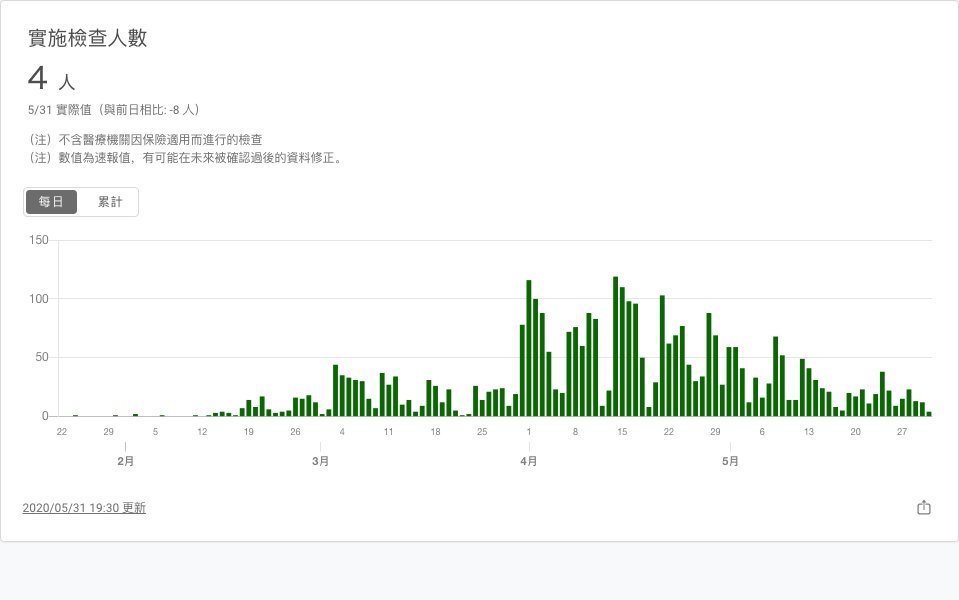 實施檢查人數
4 人
5/31 實際值（與前日相比: -8 人）
（注）不含醫療機關因保險適用而進行的檢查
（注）數值為速報值，有可能在未來被確認過後的資料修正。
每日 累計
150
100
50
0
22 29 5 12 19 26 4 11 18 25 1 8 15 22 29 6 13 20 27
2月 3月 4月 5月
2020/05/31 19:30 更新